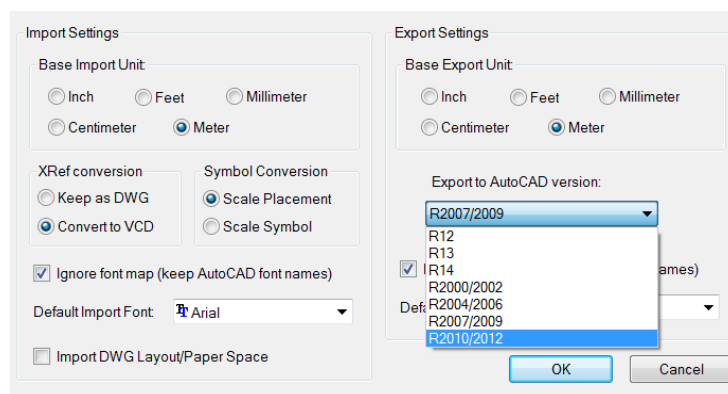 Import Settings
Base Import Unit:
Inch Feet Millimeter
Centimeter Meter
XRef conversion
Keep as DWG
Convert to VCD
Symbol Conversion
Scale Placement
Scale Symbol
Ignore font map (keep AutoCAD font names)
Default Import Font: Arial
Import DWG Layout/Paper Space
Export Settings
Base Export Unit:
Inch Feet Millimeter
Centimeter Meter
Export to AutoCAD version:
R2007/2009
R12
R13
R14
R2000/2002
R2004/2006
R2007/2009
R2010/2012
OK Cancel